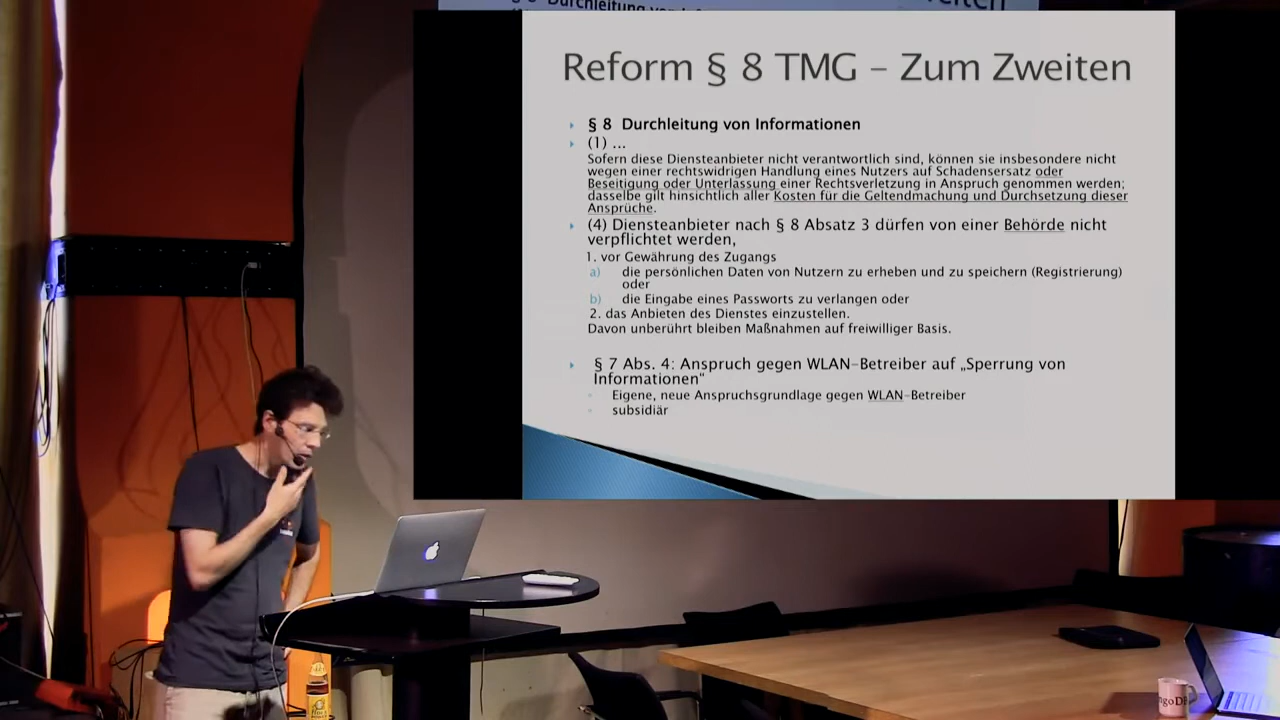 Durchleitung von
Reform § 8 TMG – Zum Zweiten
§ 8 Durchleitung von Informationen
(1) ...
Sofern diese Diensteanbieter nicht verantwortlich sind, können sie insbesondere nicht
wegen einer rechtswidrigen Handlung eines Nutzers auf Schadensersatz oder
Beseitigung oder Unterlassung einer Rechtsverletzung in Anspruch genommen werden;
dasselbe gilt hinsichtlich aller Kosten für die Geltendmachung und Durchsetzung dieser
Ansprüche.
(4) Diensteanbieter nach § 8 Absatz 3 dürfen von einer Behörde nicht
verpflichtet werden,
1. vor Gewährung des Zugangs
a) die persönlichen Daten von Nutzern zu erheben und zu speichern (Registrierung)
oder
b) die Eingabe eines Passworts zu verlangen oder
2. das Anbieten des Dienstes einzustellen.
Davon unberührt bleiben Maßnahmen auf freiwilliger Basis.
§ 7 Abs. 4: Anspruch gegen WLAN-Betreiber auf „Sperrung von
Informationen"
Eigene, neue Anspruchsgrundlage gegen WLAN-Betreiber
subsidiär